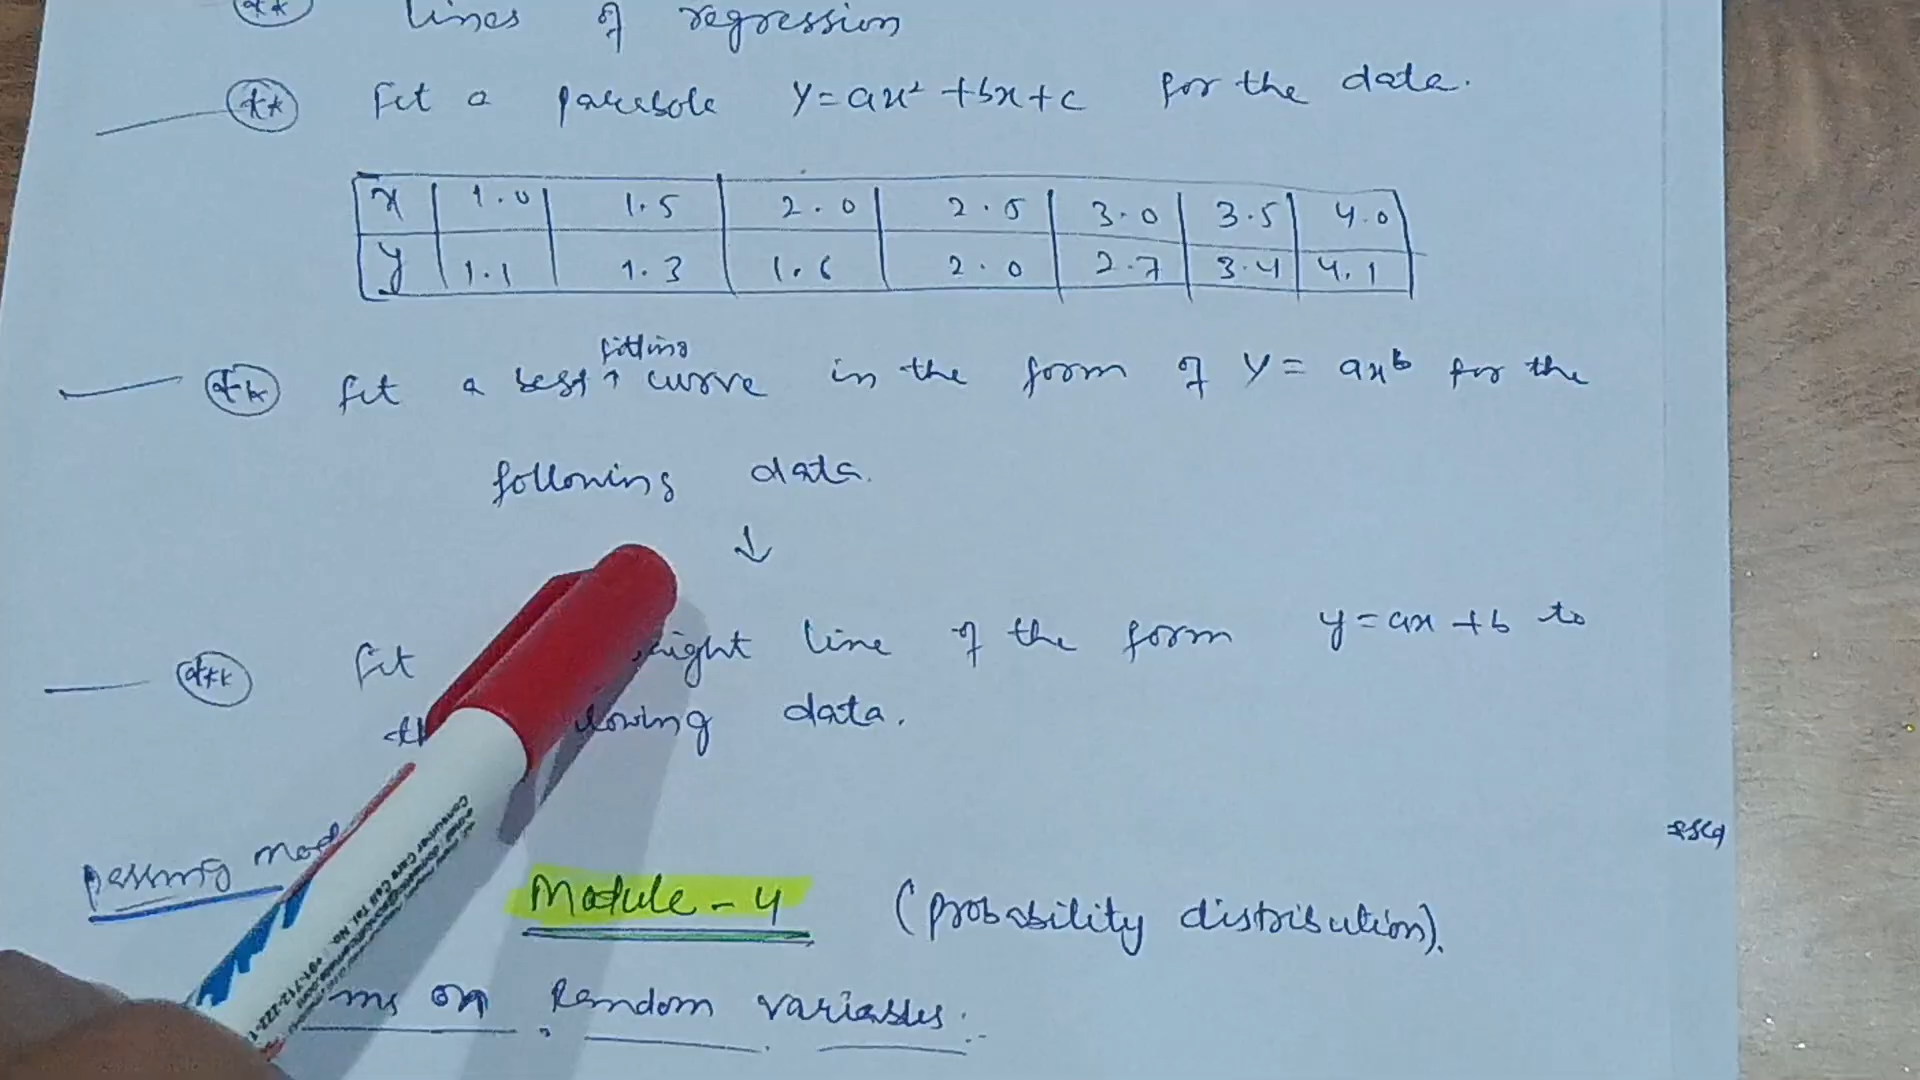 ** lines of regression
** Fit a parabola y=ax²+bx+c for the data.
x 1.0 1.5 2.0 2.5 3.0 3.5 4.0
y 1.1 1.3 1.6 2.0 2.7 3.4 4.1
fitting
** fit a best ↑ curve in the form of y = ax^b for the
following data.
↓
*** fit line of the form y=ax+b to
data.
passing
Module-4 (probability distribution).
on Random variables.